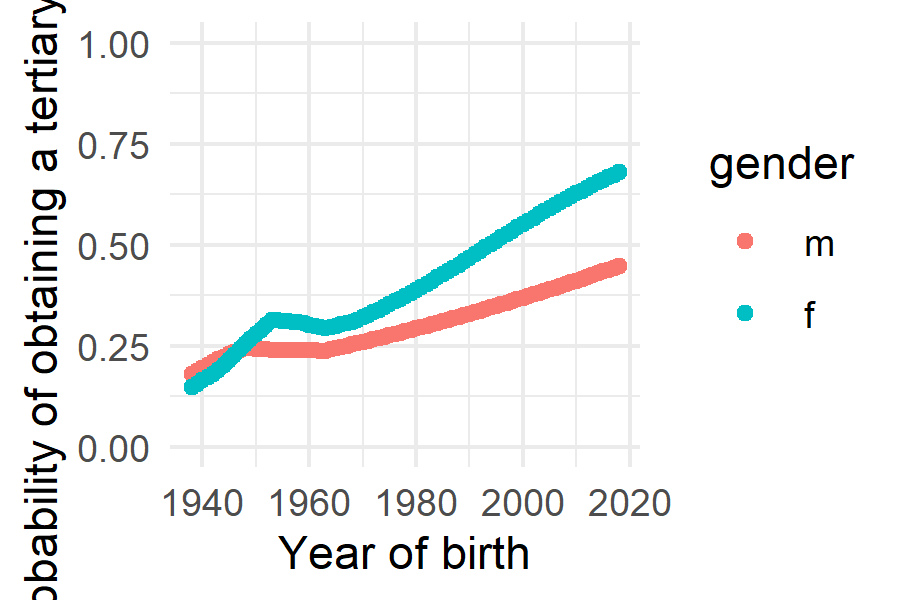 obability of obtaining a tertiary
1.00
0.75
0.50
0.25
0.00
1940 1960 1980 2000 2020
Year of birth
gender
m
f